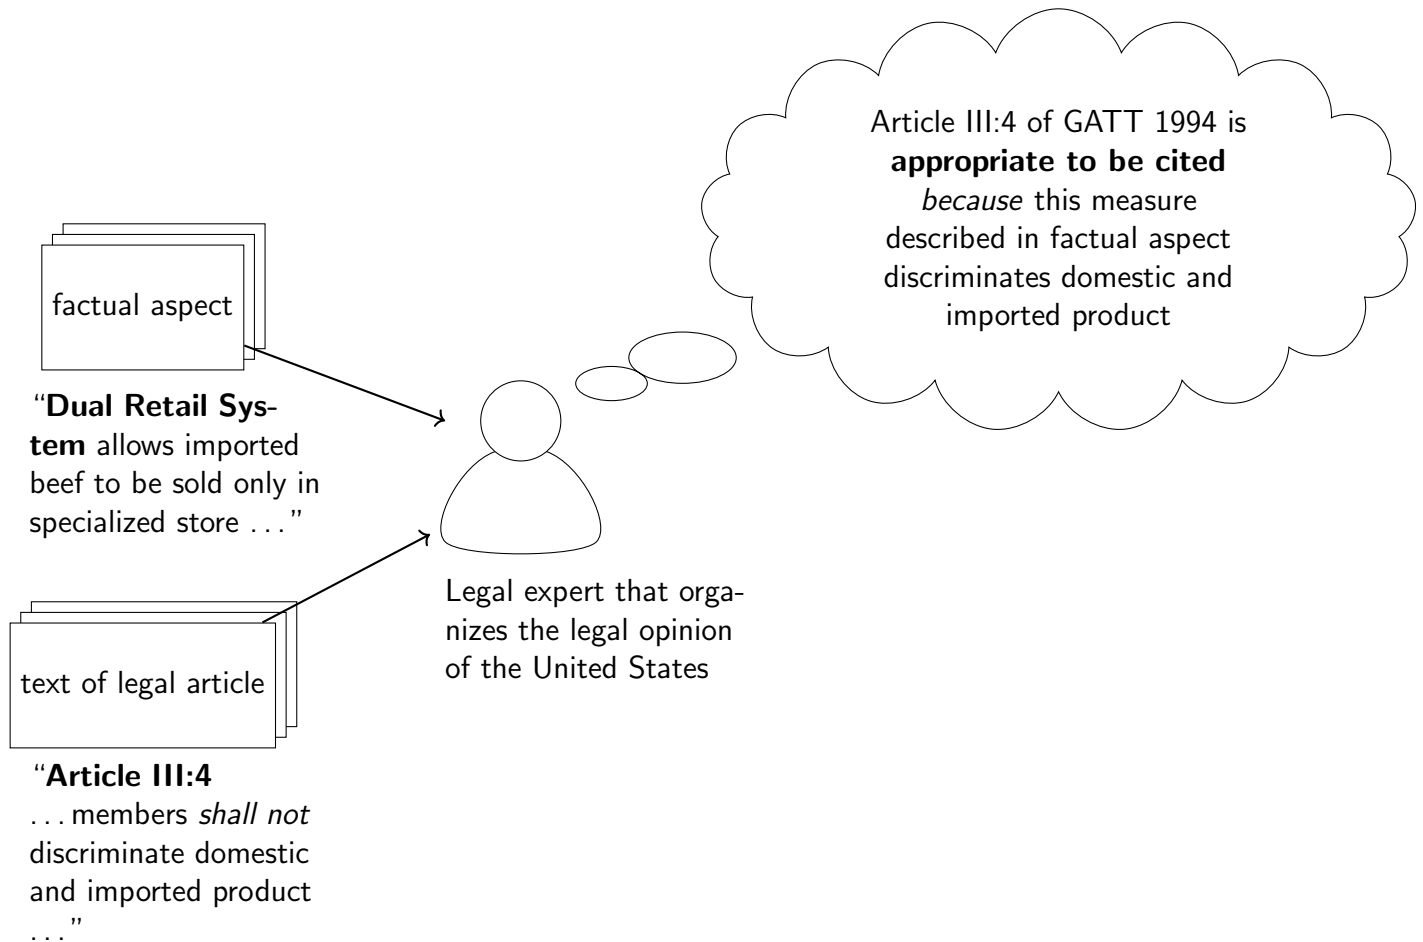 factual aspect
“Dual Retail Sys-
tem allows imported
beef to be sold only in
specialized store . . .”
text of legal article
“Article III:4
. . . members shall not
discriminate domestic
and imported product
. . .”
Legal expert that orga-
nizes the legal opinion
of the United States
Article III:4 of GATT 1994 is
appropriate to be cited
because this measure
described in factual aspect
discriminates domestic and
imported product